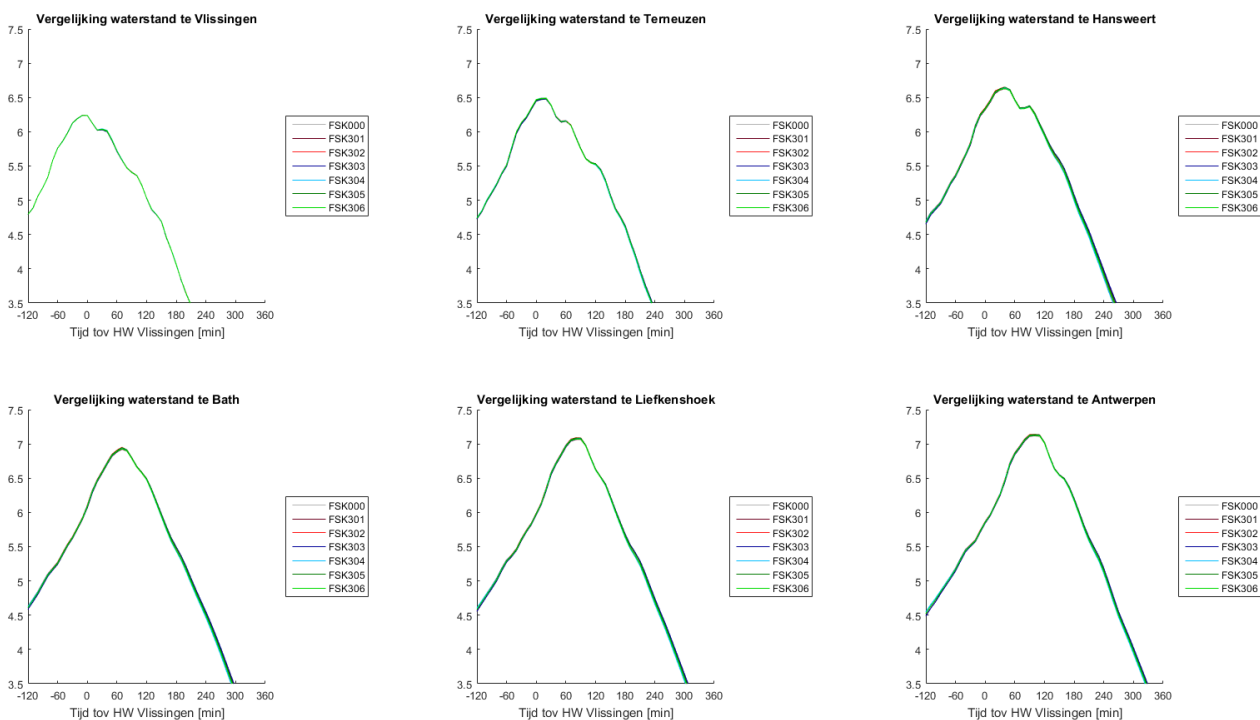 Vergelijking waterstand te Vlissingen
7.5
7
6.5
6
5.5
5
4.5
4
3.5
-120 -60 0 60 120 180 240 300 360
Tijd tov HW Vlissingen [min]
FSK000
FSK301
FSK302
FSK303
FSK304
FSK305
FSK306
Vergelijking waterstand te Terneuzen
7.5
7
6.5
6
5.5
5
4.5
4
3.5
-120 -60 0 60 120 180 240 300 360
Tijd tov HW Vlissingen [min]
FSK000
FSK301
FSK302
FSK303
FSK304
FSK305
FSK306
Vergelijking waterstand te Hansweert
7.5
7
6.5
6
5.5
5
4.5
4
3.5
-120 -60 0 60 120 180 240 300 360
Tijd tov HW Vlissingen [min]
FSK000
FSK301
FSK302
FSK303
FSK304
FSK305
FSK306
Vergelijking waterstand te Bath
7.5
7
6.5
6
5.5
5
4.5
4
3.5
-120 -60 0 60 120 180 240 300 360
Tijd tov HW Vlissingen [min]
FSK000
FSK301
FSK302
FSK303
FSK304
FSK305
FSK306
Vergelijking waterstand te Liefkenshoek
7.5
7
6.5
6
5.5
5
4.5
4
3.5
-120 -60 0 60 120 180 240 300 360
Tijd tov HW Vlissingen [min]
FSK000
FSK301
FSK302
FSK303
FSK304
FSK305
FSK306
Vergelijking waterstand te Antwerpen
7.5
7
6.5
6
5.5
5
4.5
4
3.5
-120 -60 0 60 120 180 240 300 360
Tijd tov HW Vlissingen [min]
FSK000
FSK301
FSK302
FSK303
FSK304
FSK305
FSK306